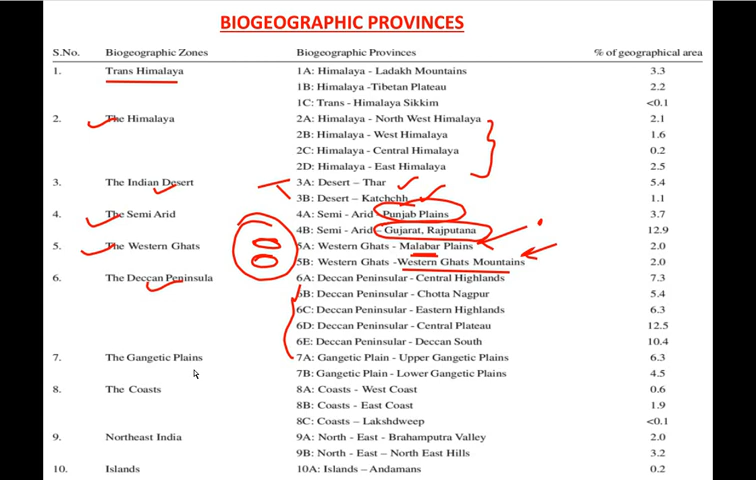 BIOGEOGRAPHIC PROVINCES
S.No. Biogeographic Zones Biogeographic Provinces % of geographical area
1. Trans Himalaya 1A: Himalaya - Ladakh Mountains 3.3
1B: Himalaya -Tibetan Plateau 2.2
1C: Trans - Himalaya Sikkim <0.1
2. The Himalaya 2A: Himalaya - North West Himalaya 2.1
2B: Himalaya - West Himalaya 1.6
2C: Himalaya - Central Himalaya 0.2
2D: Himalaya - East Himalaya 2.5
3. The Indian Desert 3A: Desert – Thar 5.4
3B: Desert – Katchchh 1.1
4. The Semi Arid 4A: Semi - Arid - Punjab Plains 3.7
4B: Semi - Arid – Gujarat, Rajputana 12.9
5. The Western Ghats 5A: Western Ghats - Malabar Plains 2.0
5B: Western Ghats -Western Ghats Mountains 2.0
6. The Deccan Peninsula 6A: Deccan Peninsular - Central Highlands 7.3
6B: Deccan Peninsular - Chotta Nagpur 5.4
6C: Deccan Peninsular - Eastern Highlands 6.3
6D: Deccan Peninsular - Central Plateau 12.5
6E: Deccan Peninsular - Deccan South 10.4
7. The Gangetic Plains 7A: Gangetic Plain - Upper Gangetic Plains 6.3
7B: Gangetic Plain - Lower Gangetic Plains 4.5
8. The Coasts 8A: Coasts - West Coast 0.6
8B: Coasts - East Coast 1.9
8C: Coasts – Lakshdweep <0.1
9. Northeast India 9A: North - East - Brahamputra Valley 2.0
9B: North - East – North East Hills 3.2
10. Islands 10A: Islands – Andamans 0.2